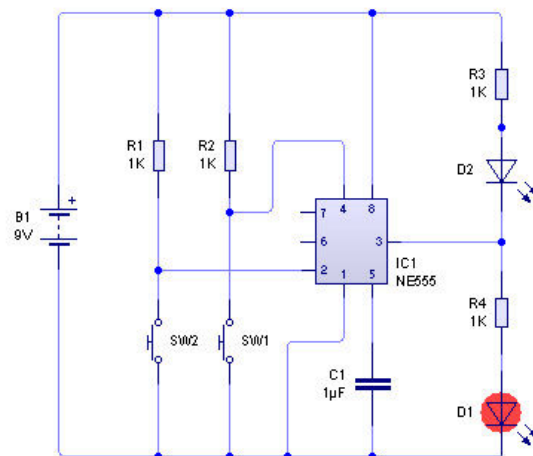 R3
1K
R1
1K
R2
1K
D2
+
B1
9V
7
4
8
6
3
2
1
5
IC1
NE555
R4
1K
SW2
SW1
C1
1µF
D1